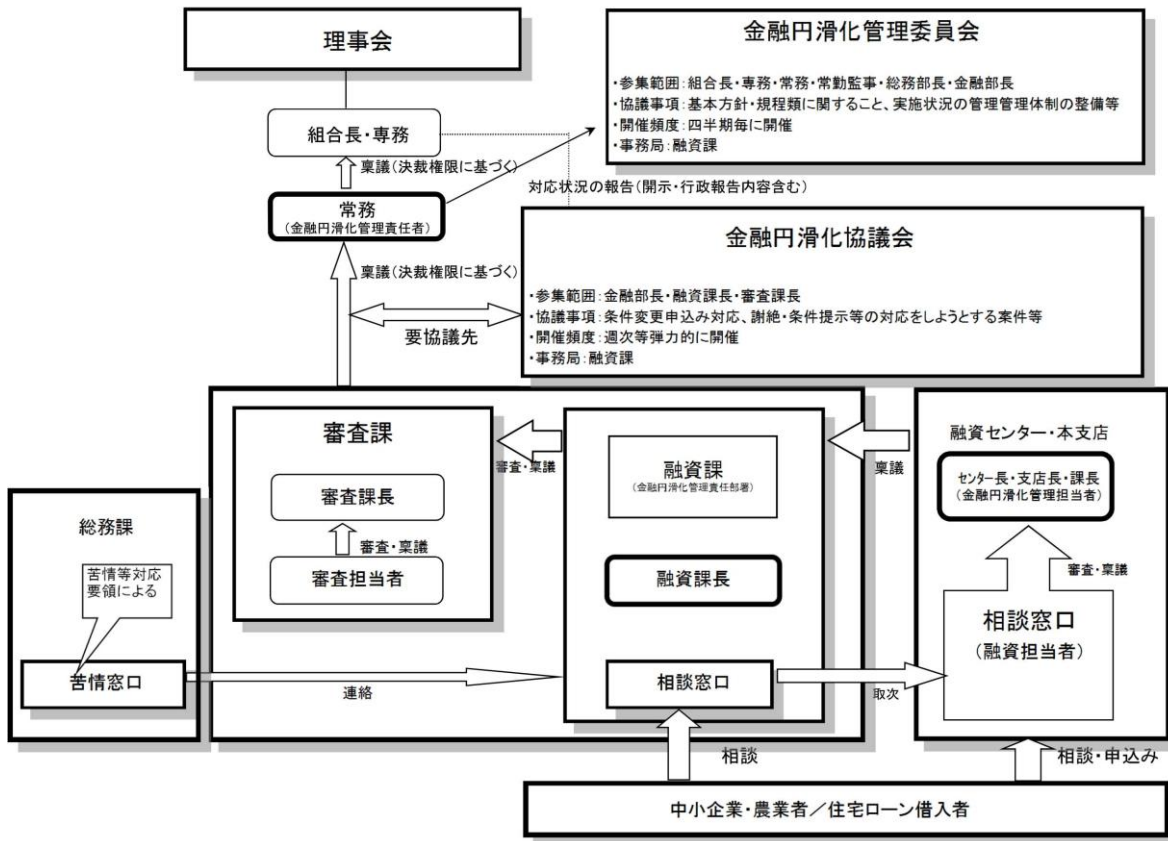 理事会
金融円滑化管理委員会
・参集範囲：組合長・専務・常務・常勤監事・総務部長・金融部長
・協議事項：基本方針・規程類に関すること、実施状況の管理管理体制の整備等
・開催頻度：四半期毎に開催
・事務局：融資課
組合長・専務
稟議（決裁権限に基づく）
対応状況の報告（開示・行政報告内容含む）
常務
（金融円滑化管理責任者）
金融円滑化協議会
・参集範囲：金融部長・融資課長・審査課長
・協議事項：条件変更申込み対応、謝絶・条件提示等の対応をしようとする案件等
・開催頻度：週次等弾力的に開催
・事務局：融資課
稟議（決裁権限に基づく）
要協議先
審査課
審査課長
審査・稟議
審査担当者
審査・稟議
融資課
（金融円滑化管理責任部署）
融資課長
相談窓口
稟議
融資センター・本支店
センター長・支店長・課長
（金融円滑化管理担当者）
審査・稟議
相談窓口
（融資担当者）
総務課
苦情等対応
要領による
苦情窓口
連絡
取次
相談
相談・申込み
中小企業・農業者／住宅ローン借入者